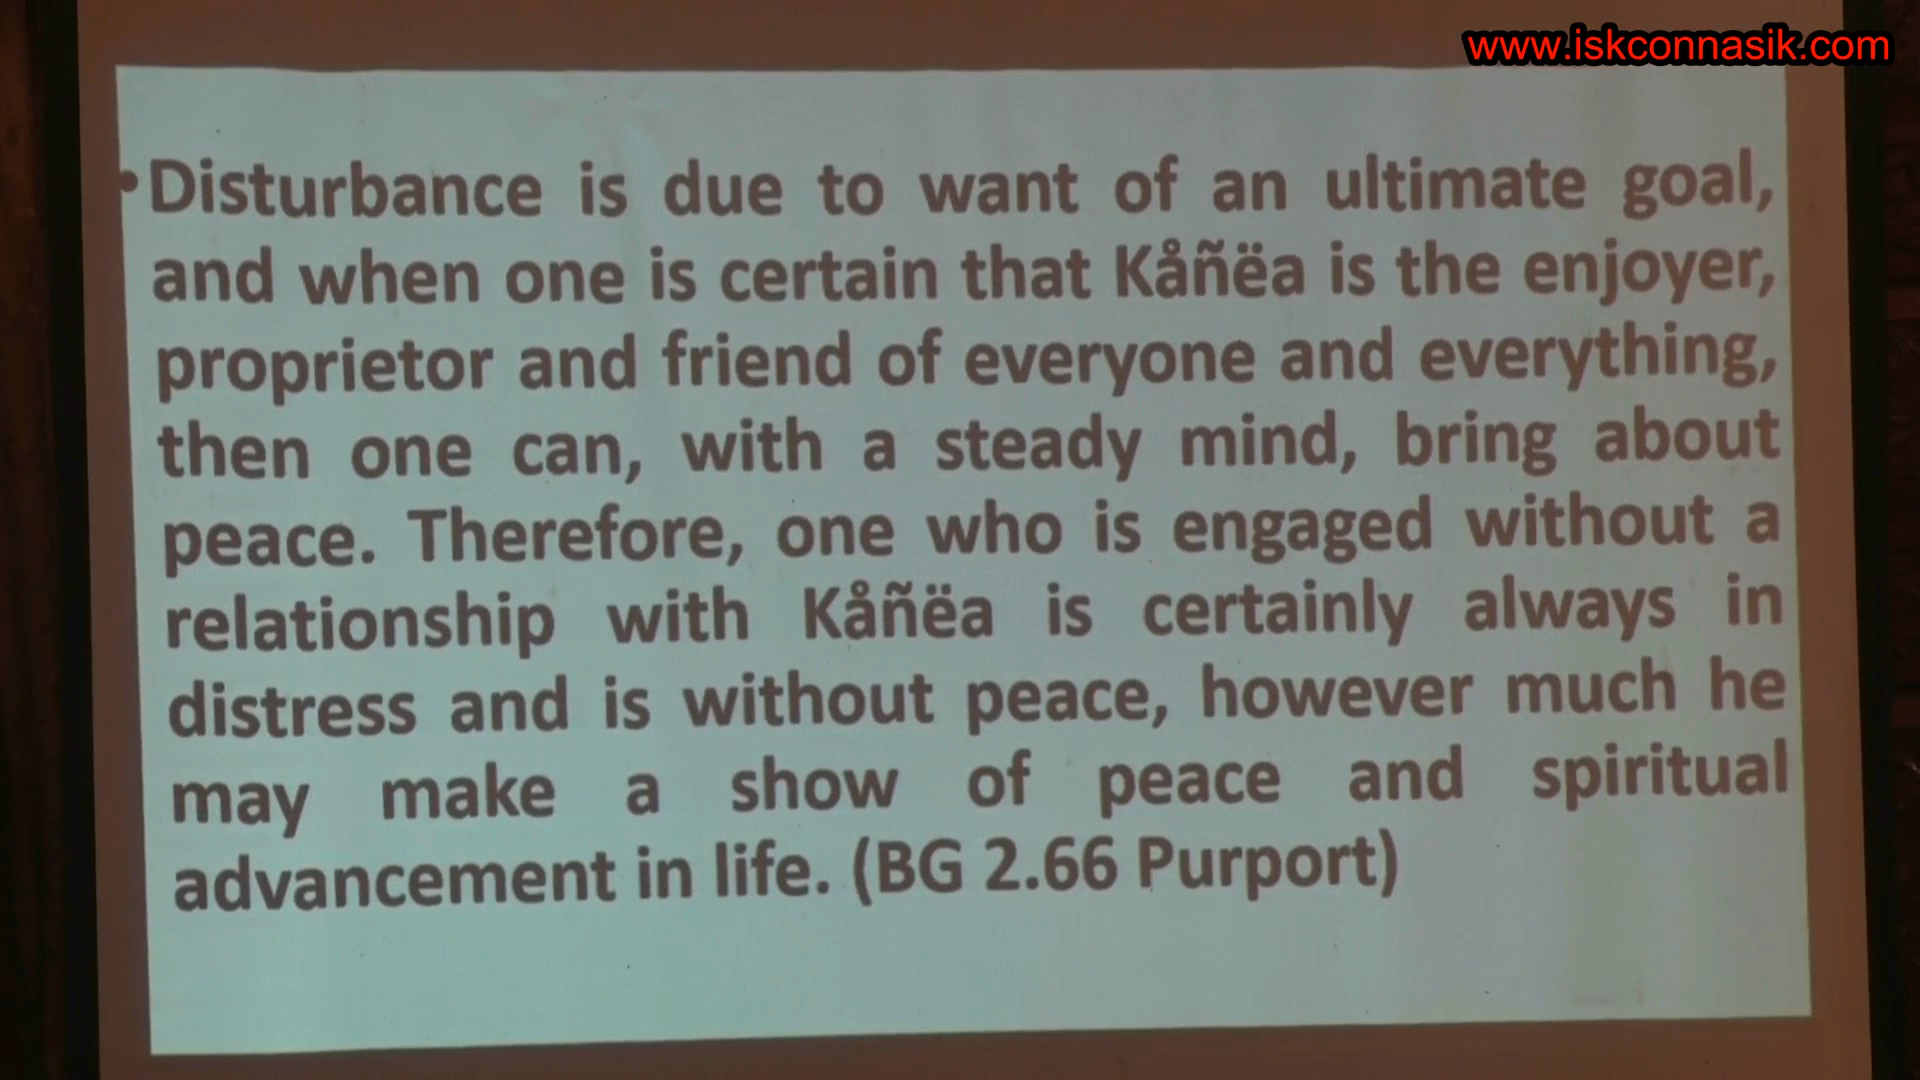 www.iskconnasik.com
•Disturbance is due to want of an ultimate goal,
and when one is certain that Kåñëa is the enjoyer,
proprietor and friend of everyone and everything,
then one can, with a steady mind, bring about
peace. Therefore, one who is engaged without a
relationship with Kåñëa is certainly always in
distress and is without peace, however much he
may make a show of peace and spiritual
advancement in life. (BG 2.66 Purport)